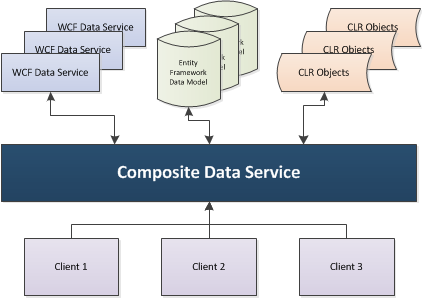 WCF Data Service
WCF Data Service
WCF Data Service
Entity
Framework
Data Model
CLR Objects
CLR Objects
CLR Objects
Composite Data Service
Client 1
Client 2
Client 3